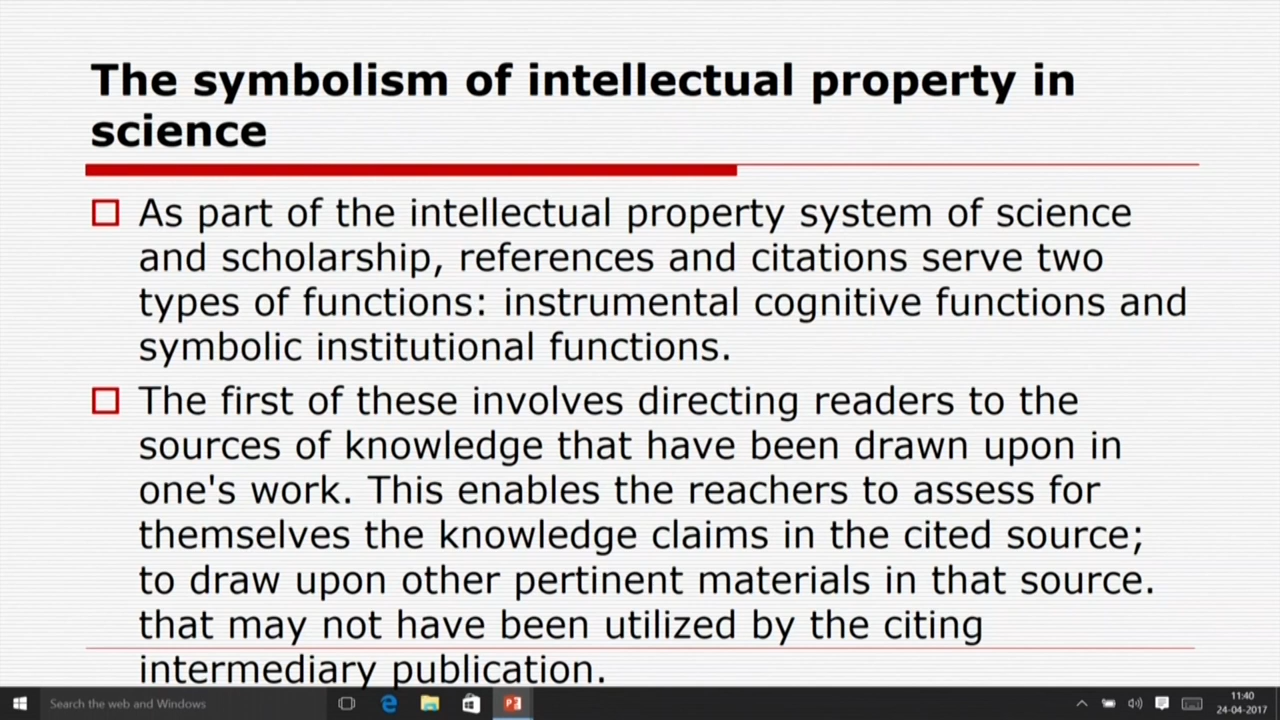 The symbolism of intellectual property in
science
As part of the intellectual property system of science
and scholarship, references and citations serve two
types of functions: instrumental cognitive functions and
symbolic institutional functions.
The first of these involves directing readers to the
sources of knowledge that have been drawn upon in
one's work. This enables the reachers to assess for
themselves the knowledge claims in the cited source;
to draw upon other pertinent materials in that source.
that may not have been utilized by the citing
intermediary publication.
Search the web and Windows
11:40
24-04-2017